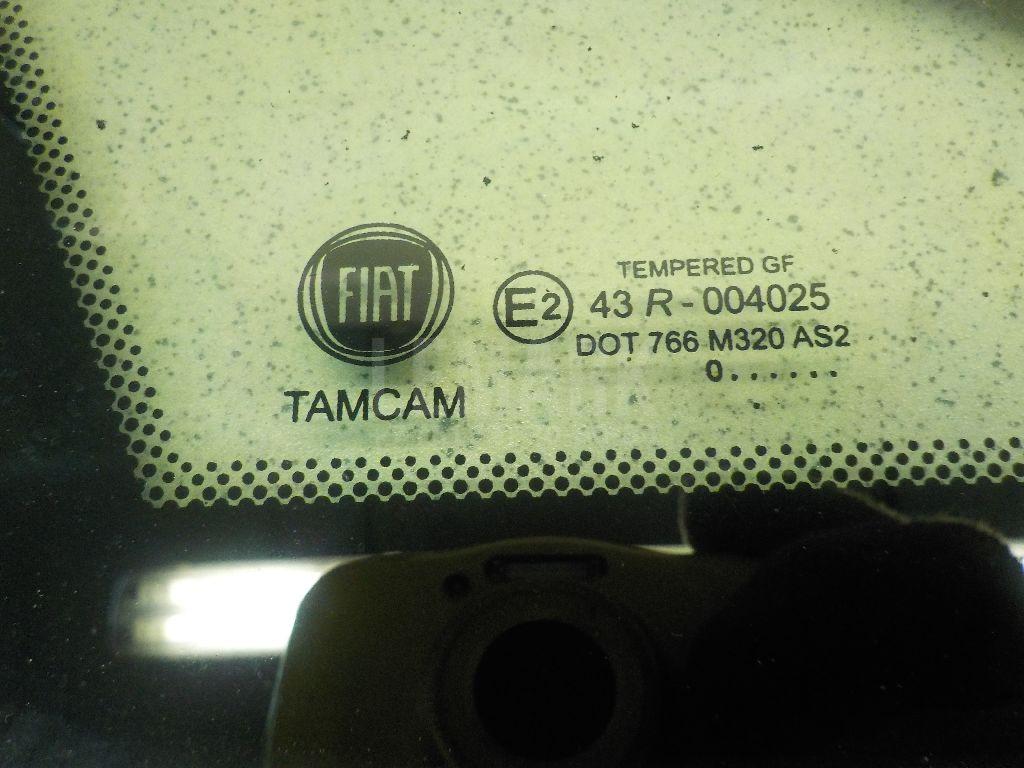 FIAT
TAMCAM
E2
TEMPERED GF
43 R - 004025
DOT 766 M320 AS2
0......